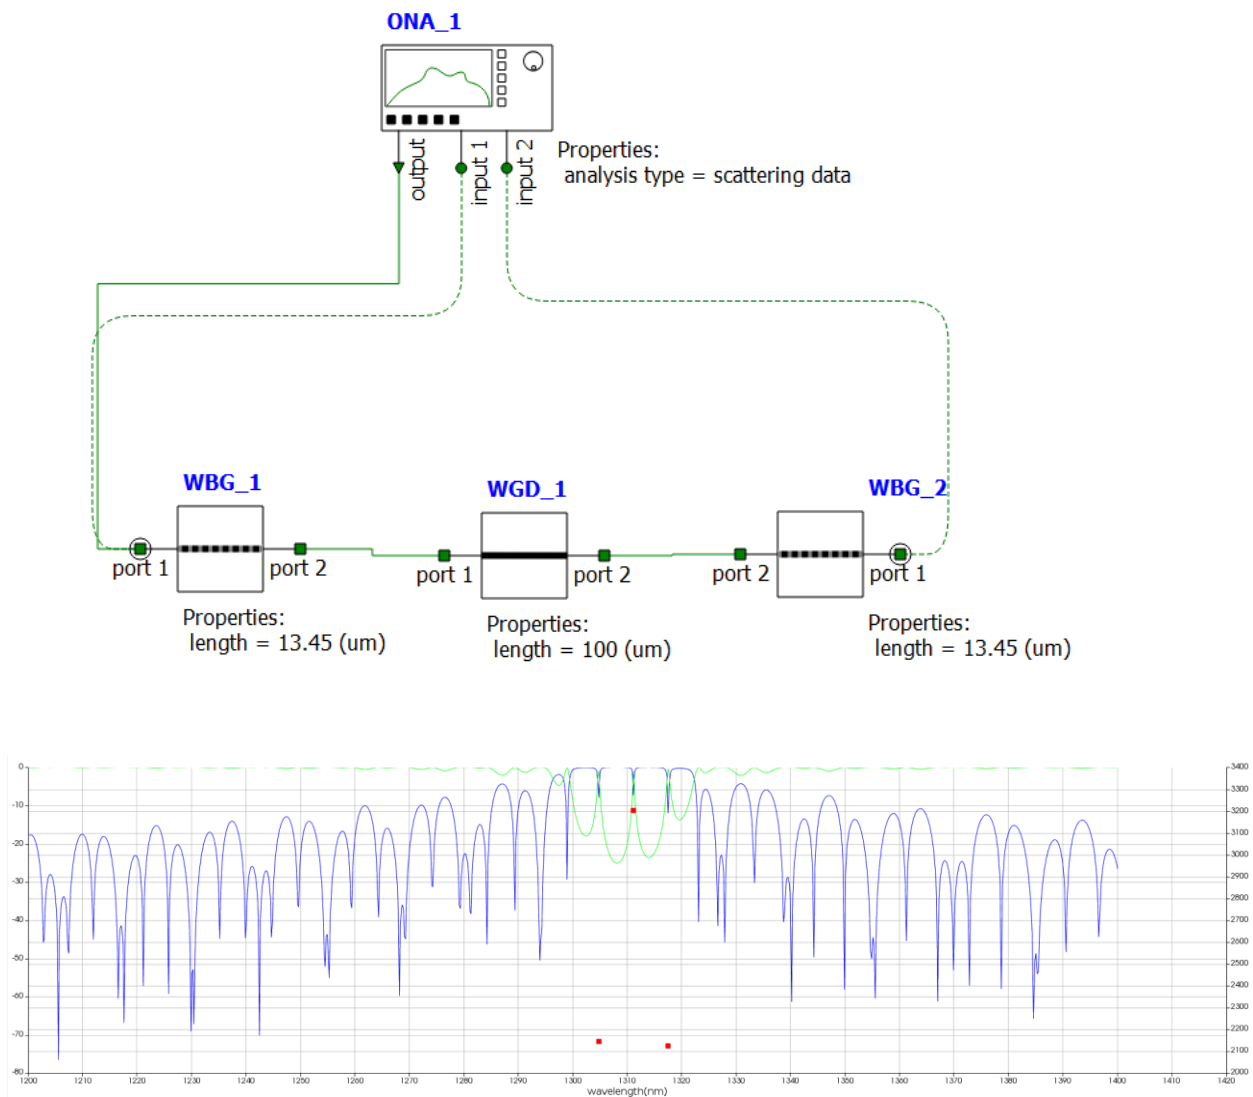 ONA_1
output
input 1
input 2
Properties:
analysis type = scattering data
WBG_1
WGD_1
WBG_2
port 1
port 2
port 1
port 2
port 2
port 1
Properties:
length = 13.45 (um)
Properties:
length = 100 (um)
Properties:
length = 13.45 (um)
0
-10
-20
-30
-40
-50
-60
-70
-80
3400
3300
3200
3100
3000
2900
2800
2700
2600
2500
2400
2300
2200
2100
2000
1200 1210 1220 1230 1240 1250 1260 1270 1280 1290 1300 1310 1320 1330 1340 1350 1360 1370 1380 1390 1400 1410 1420
wavelength(nm)